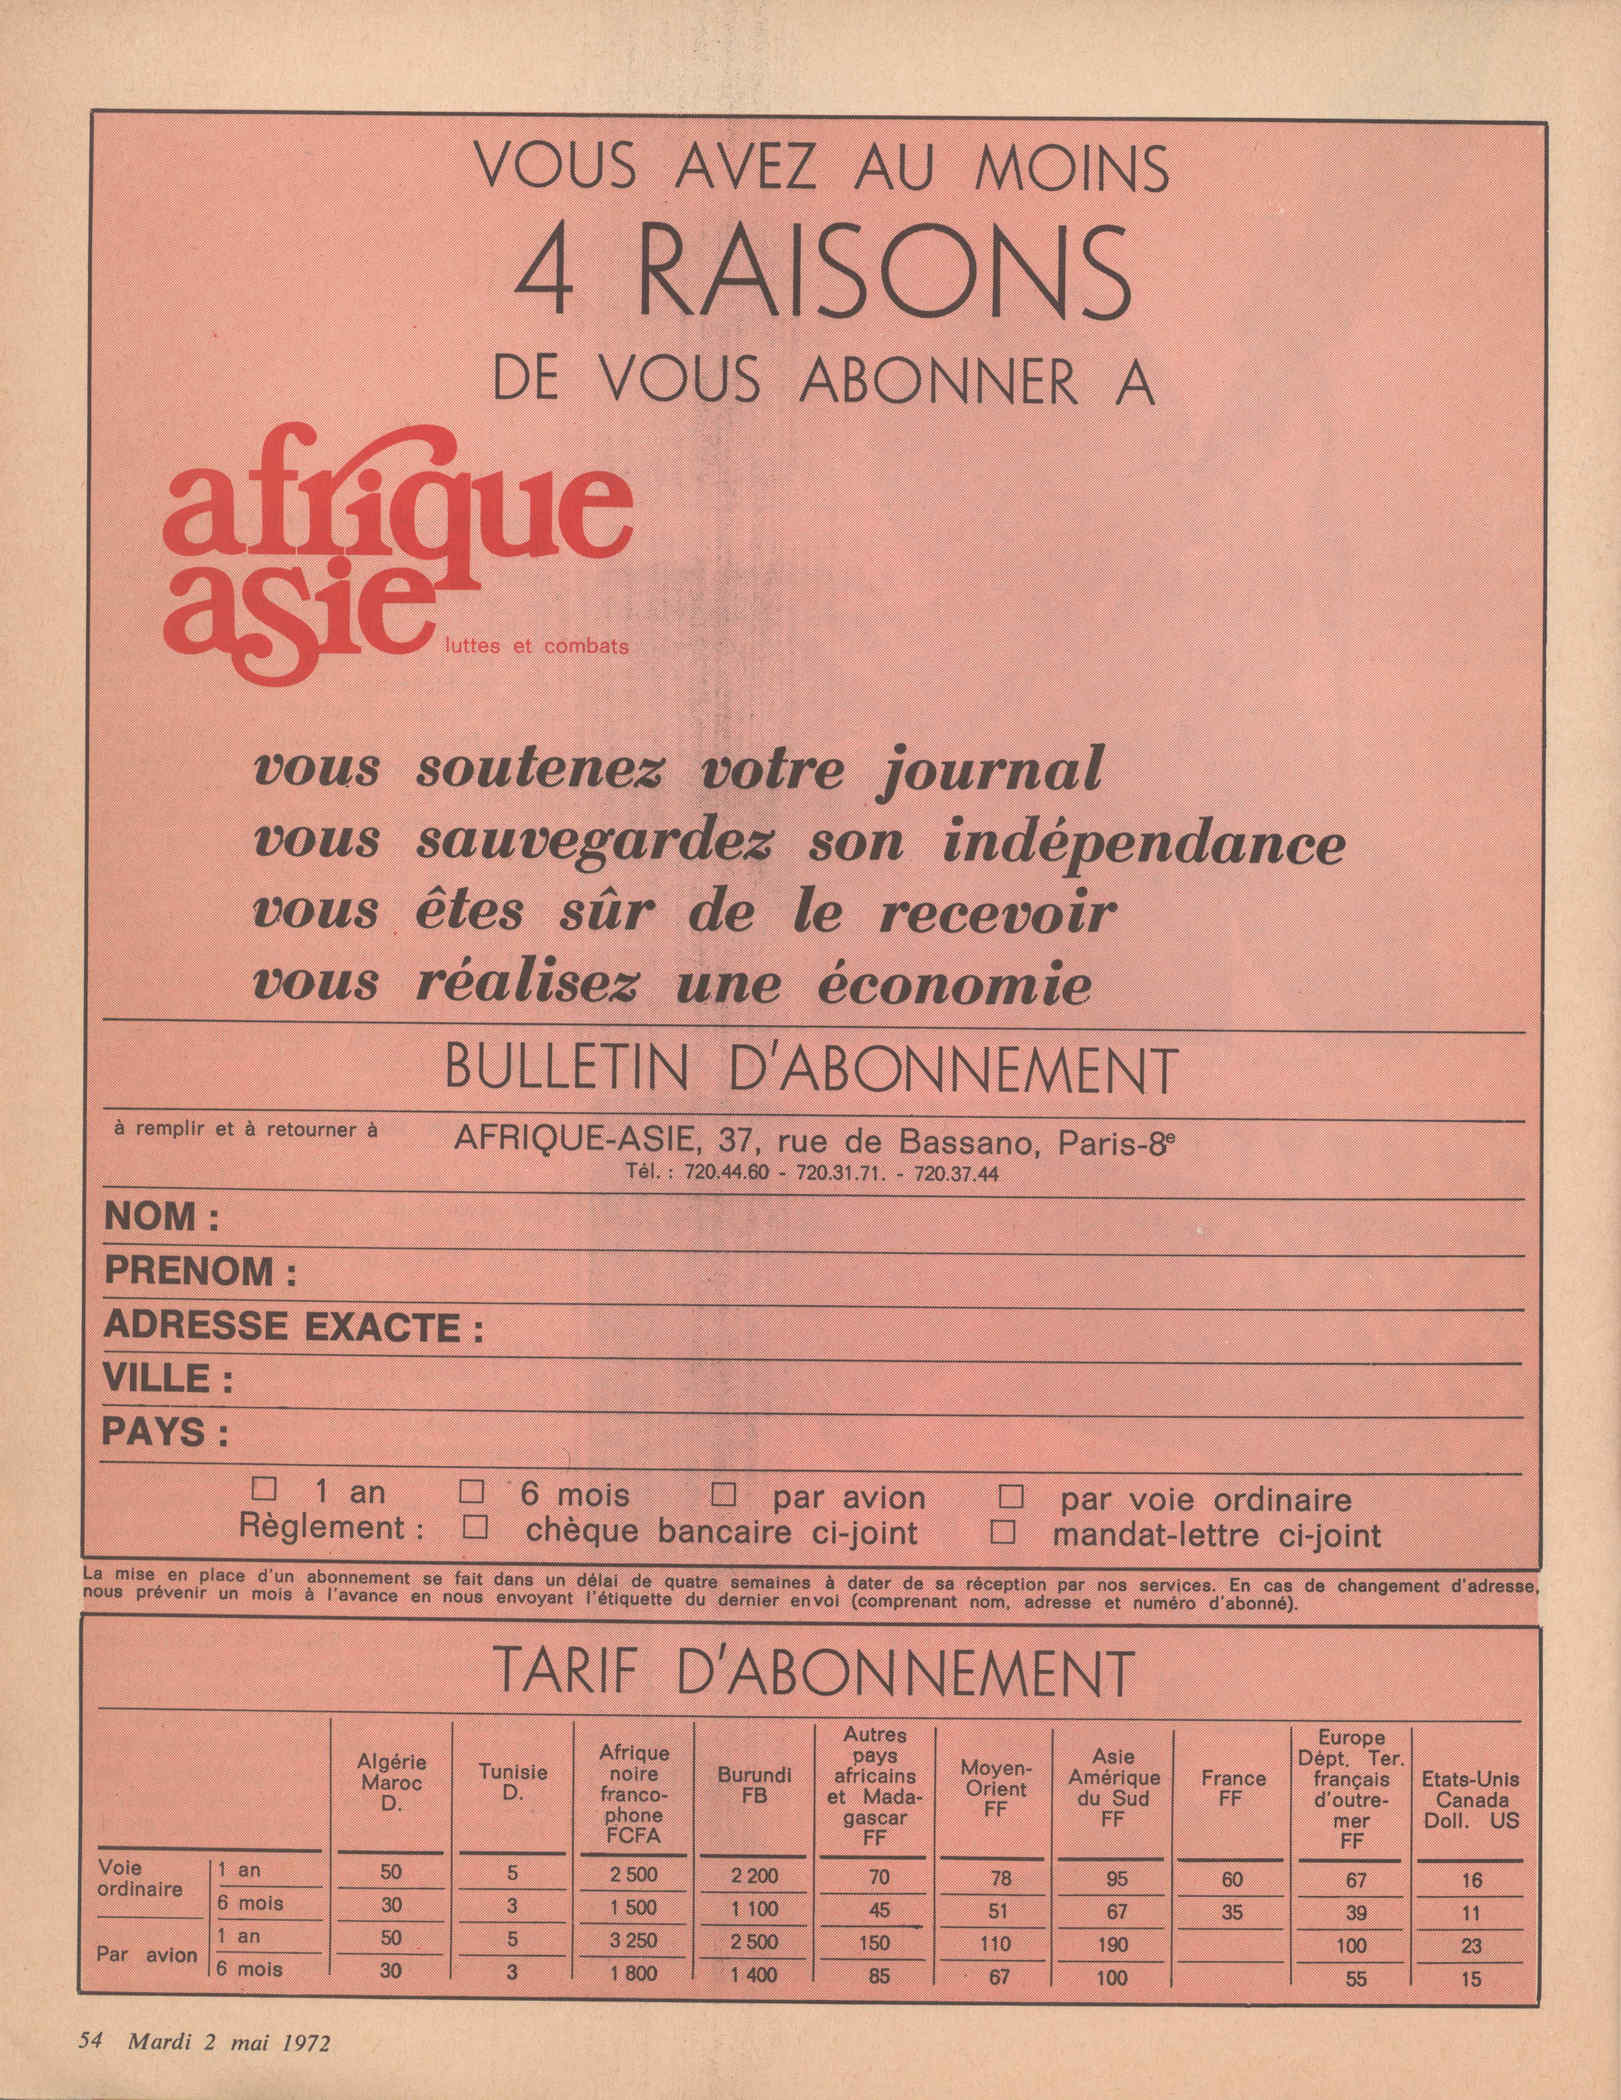 VOUS AVEZ AU MOINS
4 RAISONS
DE VOUS ABONNER A
afrique
asie
luttes et combats
vous soutenez votre journal
vous sauvegardez son indépendance
vous êtes sûr de le recevoir
vous réalisez une économie
BULLETIN D'ABONNEMENT
à remplir et à retourner à
AFRIQUE-ASIE, 37, rue de Bassano, Paris-8e
Tél. : 720.44.60 - 720.31.71. - 720.37.44
NOM :
PRENOM :
ADRESSE EXACTE :
VILLE :
PAYS :
□ 1 an □ 6 mois □ par avion □ par voie ordinaire
Règlement : □ chèque bancaire ci-joint □ mandat-lettre ci-joint
La mise en place d'un abonnement se fait dans un délai de quatre semaines à dater de sa réception par nos services. En cas de changement d'adresse,
nous prévenir un mois à l'avance en nous envoyant l'étiquette du dernier envoi (comprenant nom, adresse et numéro d'abonné).
TARIF D'ABONNEMENT
Algérie
Maroc
D.
Tunisie
D.
Afrique
noire
franco-
phone
FCFA
Burundi
FB
Autres
pays
africains
et Mada-
gascar
FF
Moyen-
Orient
FF
Asie
Amérique
du Sud
FF
France
FF
Europe
Dépt. Ter.
français
d'outre-
mer
FF
Etats-Unis
Canada
Doll. US
Voie
ordinaire
1 an 50 5 2 500 2 200 70 78 95 60 67 16
6 mois 30 3 1 500 1 100 45 51 67 35 39 11
Par avion
1 an 50 5 3 250 2 500 150 110 190 100 23
6 mois 30 3 1 800 1 400 85 67 100 55 15
54 Mardi 2 mai 1972